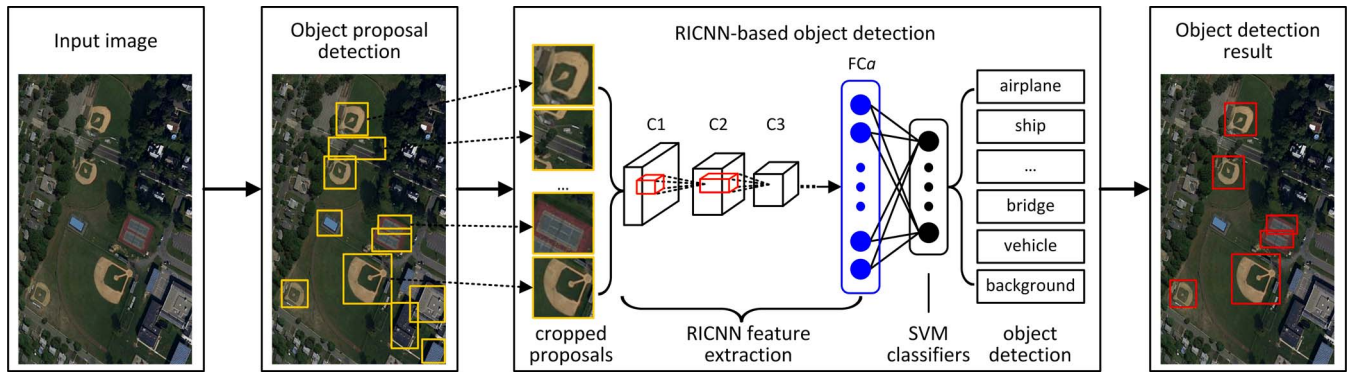 Input image
Object proposal
detection
RICNN-based object detection
FCa
C1
C2
C3
...
airplane
ship
...
bridge
vehicle
background
cropped
proposals
RICNN feature
extraction
SVM
classifiers
object
detection
Object detection
result